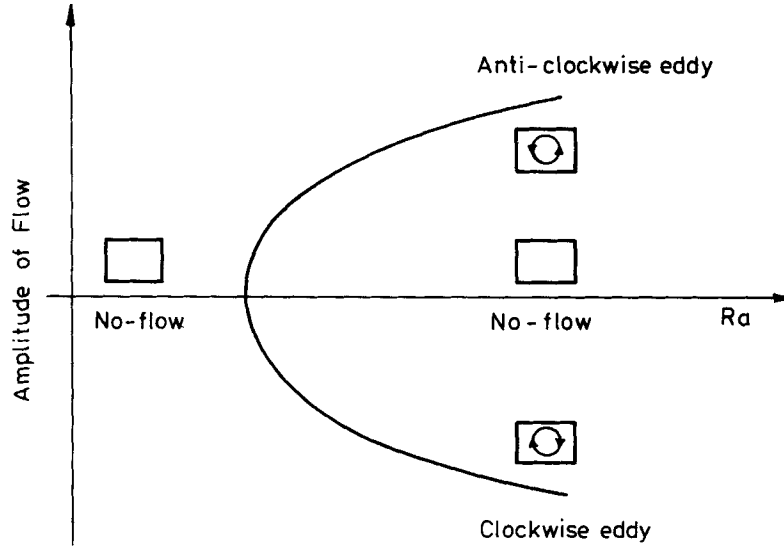 Anti-clockwise eddy
Amplitude of Flow
No-flow
No-flow
Ra
Clockwise eddy